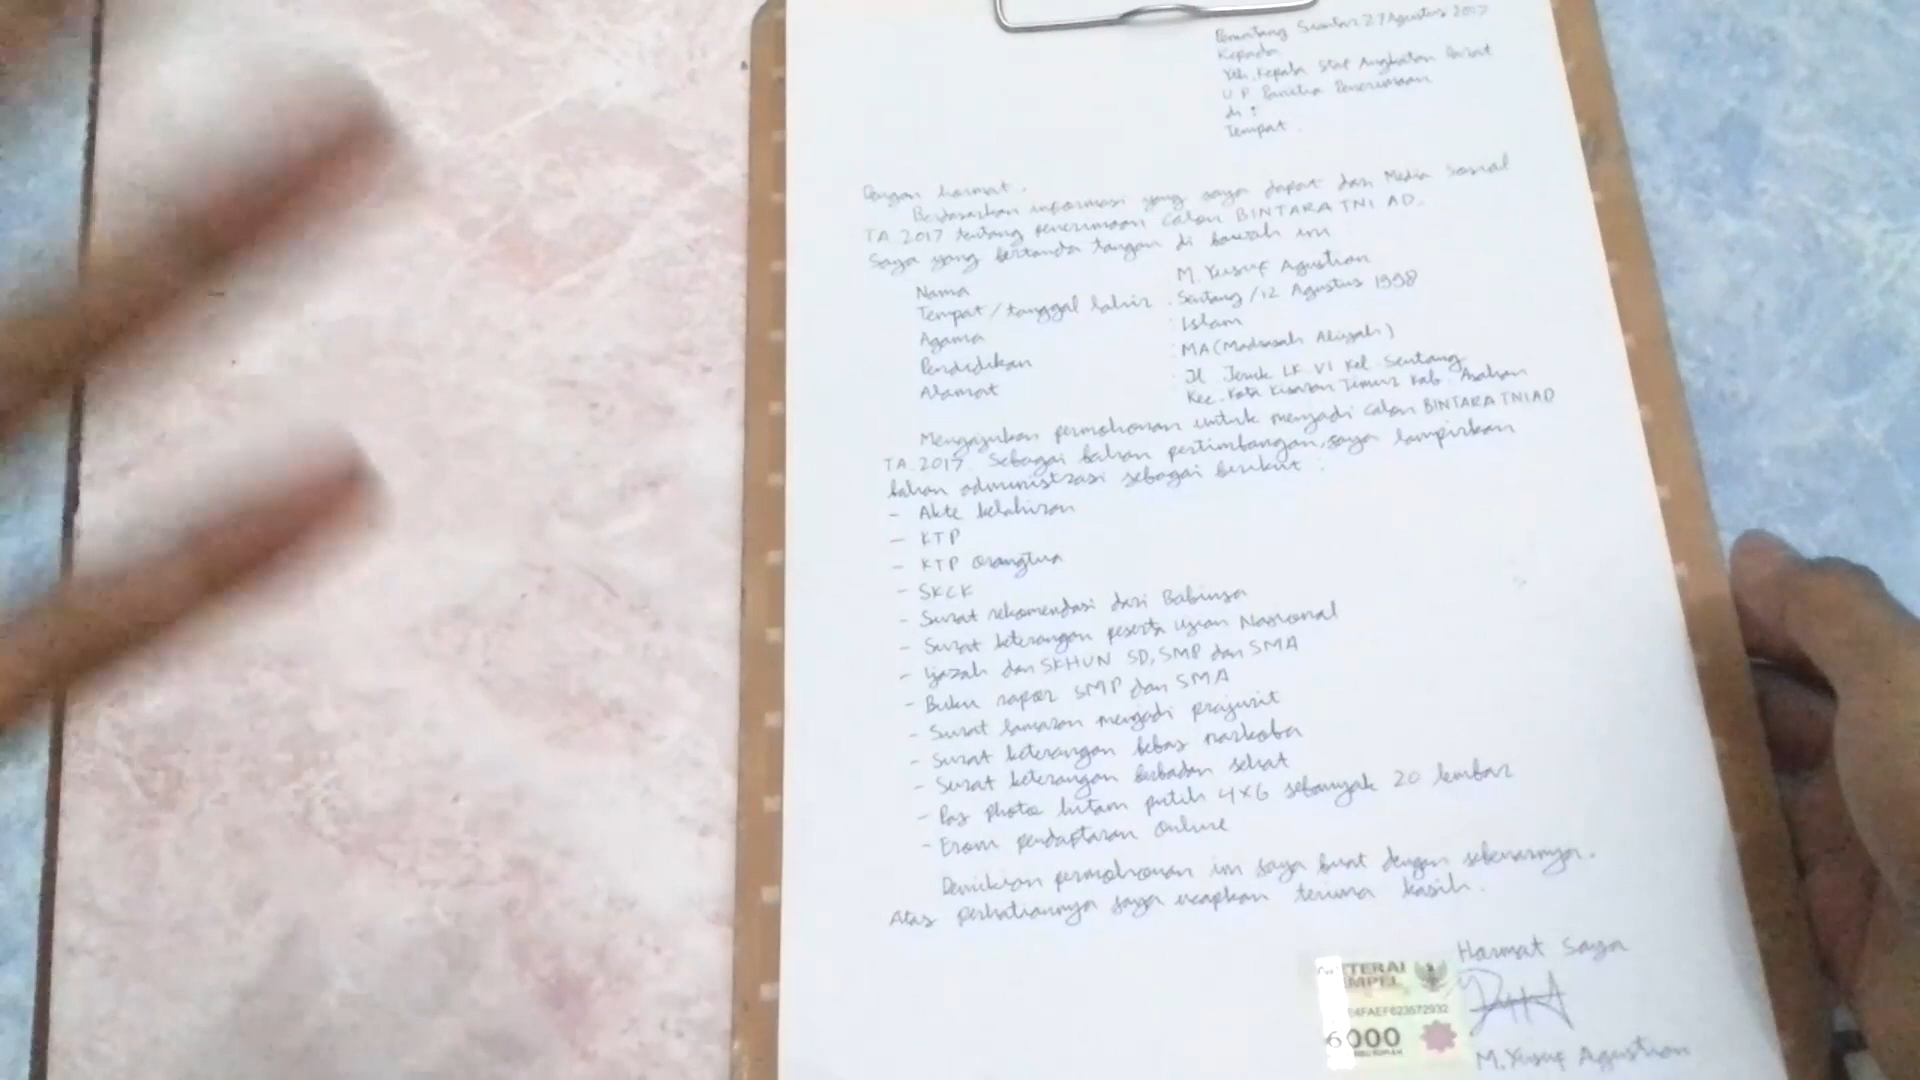 Pematang Siantar 27 Agustus 2017
Kepada
Yth. Kepala Staf Angkatan Darat
U P Panitia Penerimaan
di :
Tempat.
Dengan hormat.
Berdasarkan informasi yang saya dapat dari Media Sosial
TA 2017 tentang penerimaan Calon BINTARA TNI AD.
Saya yang bertanda tangan di bawah ini
Nama M. Yusuf Agustian
Tempat / tanggal lahir : Sentang / 12 Agustus 1998
Agama : Islam
Pendidikan : MA (Madrasah Aliyah)
Alamat : Jl Jeruk LK VI Kel. Sentang
Kec. Kota Kisaran Timur Kab. Asahan
Mengajukan permohonan untuk menjadi Calon BINTARA TNI AD
TA.2017. Sebagai bahan pertimbangan, saya lampirkan
bahan administrasi sebagai berikut :
- Akte kelahiran
- KTP
- KTP Orangtua
- SKCK
- Surat rekomendasi dari Babinsa
- Surat keterangan peserta Ujian Nasional
- Ijazah dan SKHUN SD, SMP dan SMA
- Buku rapor SMP dan SMA
- Surat lamaran menjadi prajurit
- Surat keterangan bebas narkoba
- Surat keterangan berbadan sehat
- Pas photo hitam putih 4x6 sebanyak 20 lembar
- pendaptaran Online
Demikian permohonan ini saya buat dengan sebenarnya.
Atas perhatiannya saya ucapkan terima kasih.
Hormat Saya
METERAI
TEMPEL
E4FAEF623572932
6000
M. Yusuf Agustian